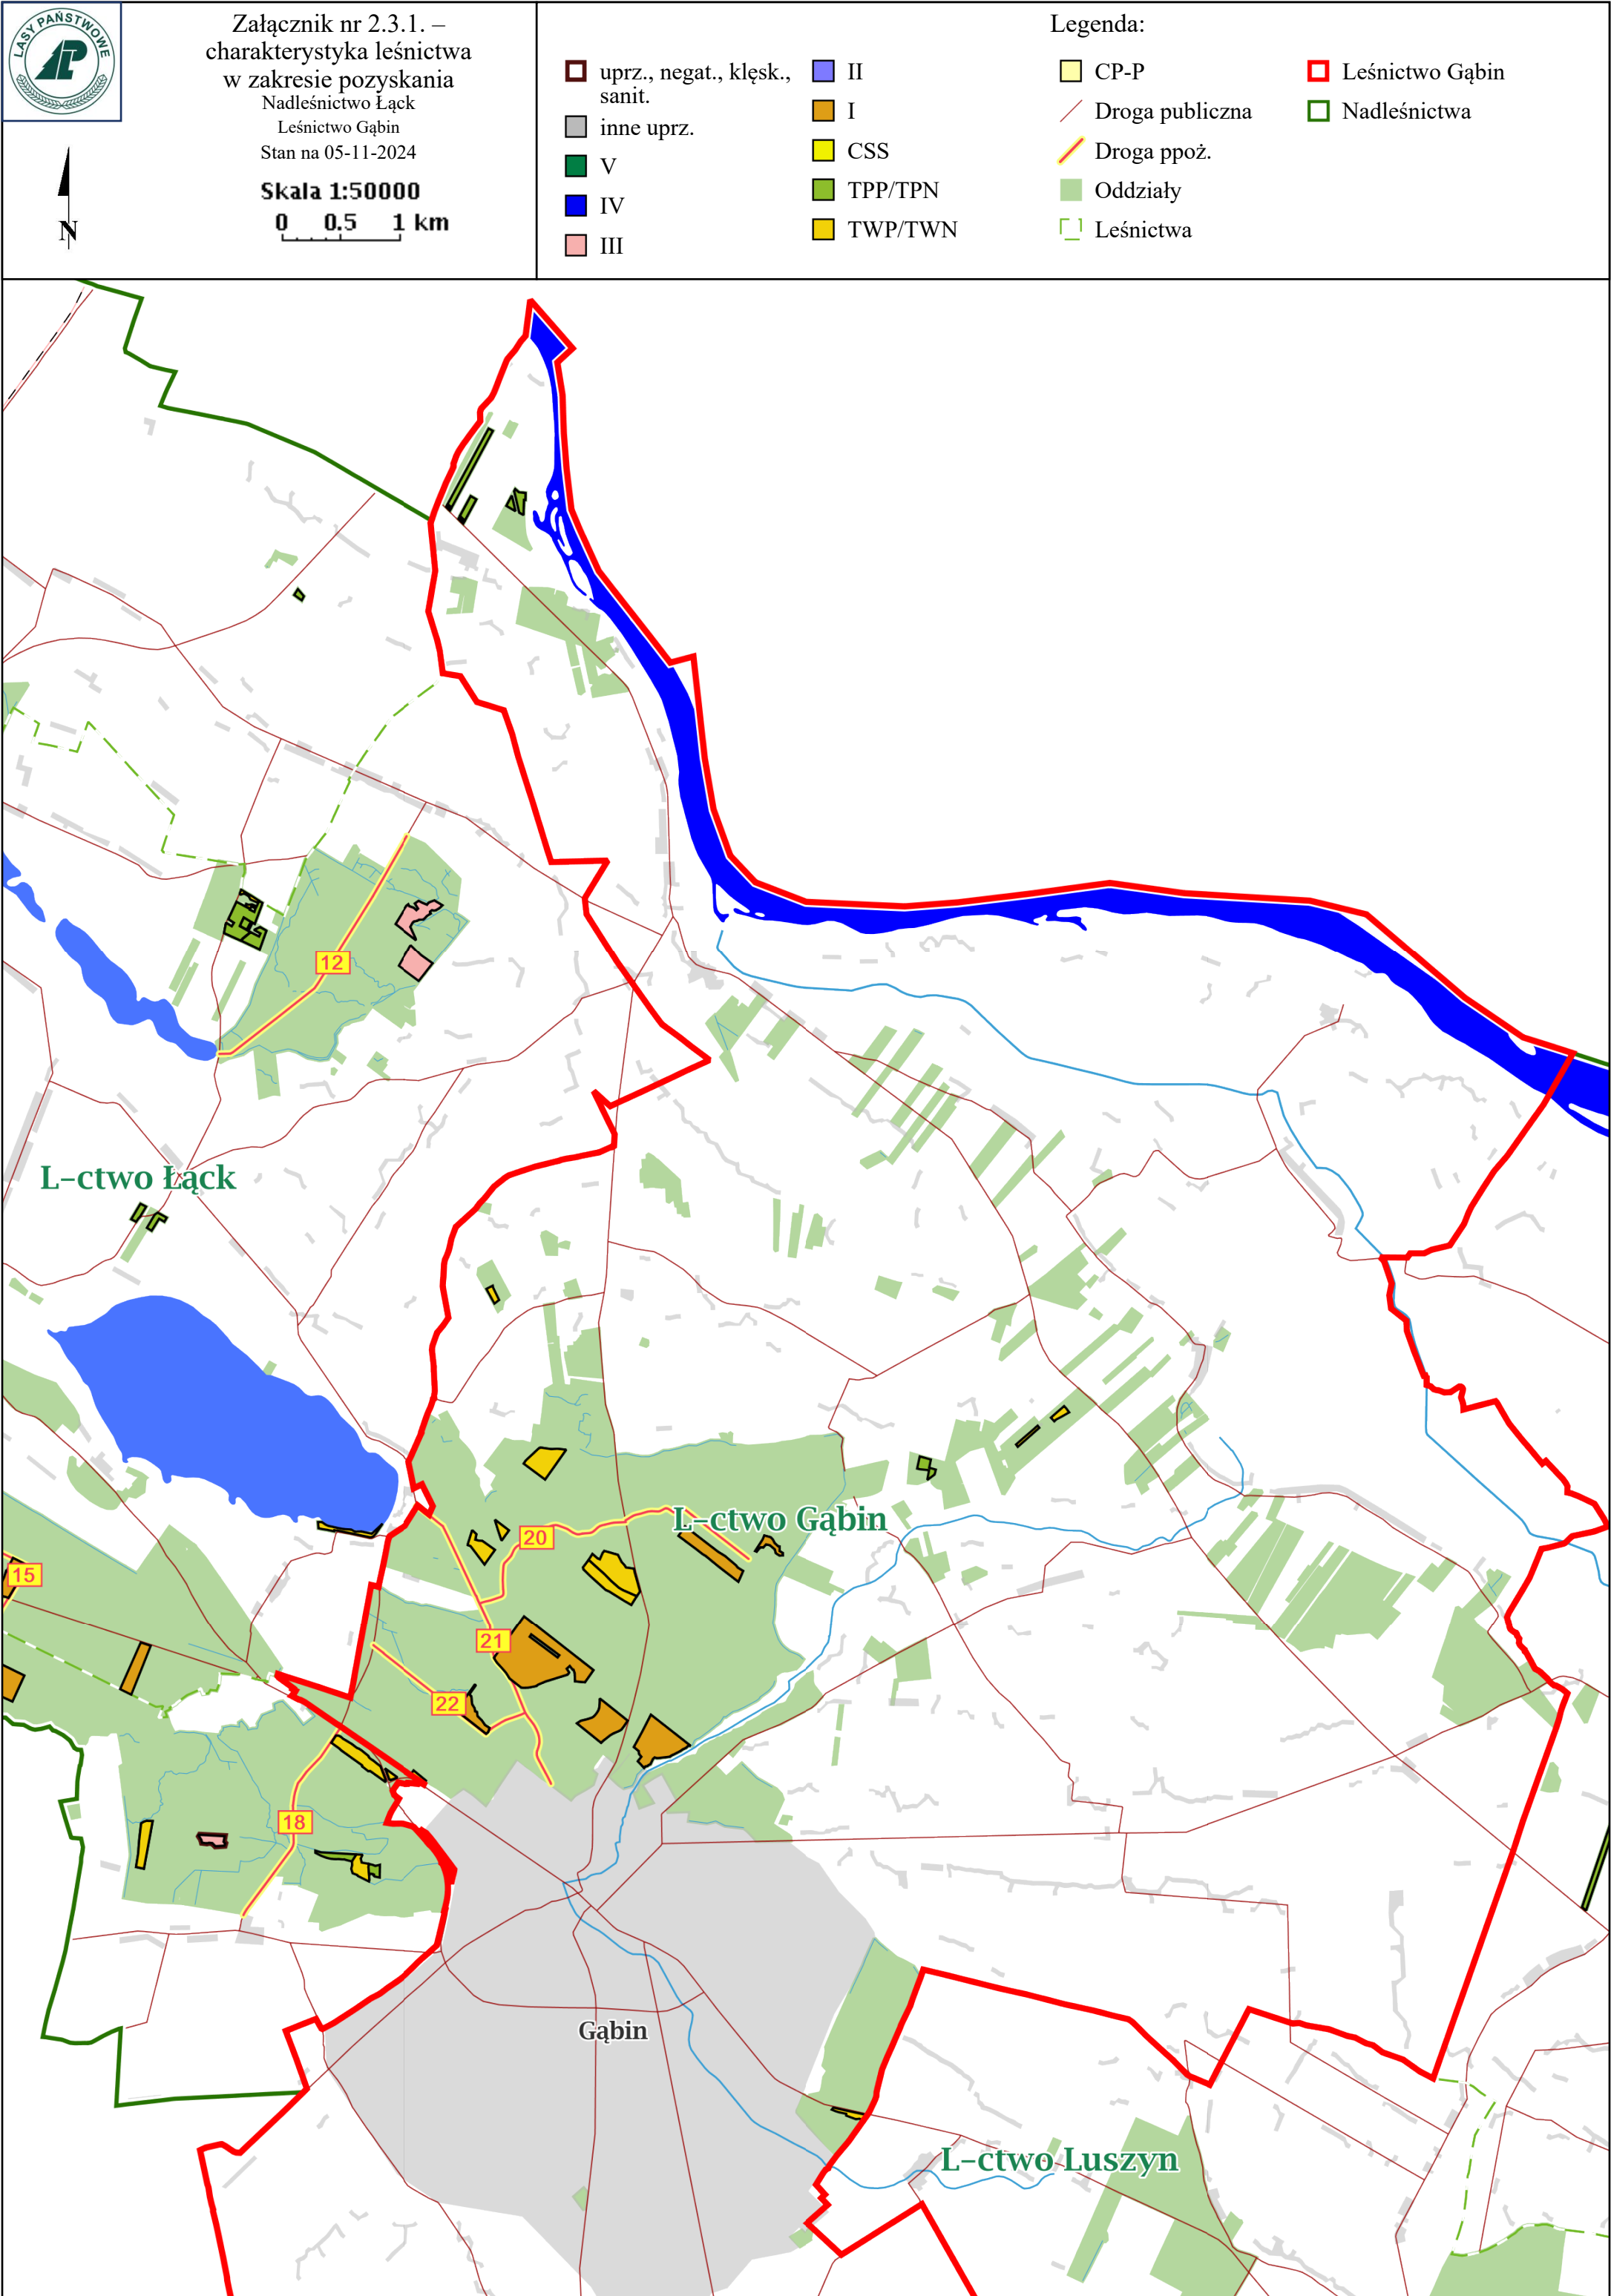 LASY PAŃSTWOWE
Załącznik nr 2.3.1. –
charakterystyka leśnictwa
w zakresie pozyskania
Nadleśnictwo Łąck
Leśnictwo Gąbin
Stan na 05-11-2024
Skala 1:50000
0 0.5 1 km
N
Legenda:
uprz., negat., klęsk.,
sanit.
inne uprz.
V
IV
III
II
I
CSS
TPP/TPN
TWP/TWN
CP-P
Droga publiczna
Droga ppoż.
Oddziały
Leśnictwa
Leśnictwo Gąbin
Nadleśnictwa
12
L-ctwo Łąck
L-ctwo Gąbin
20
15
21
22
18
Gąbin
L-ctwo Luszyn